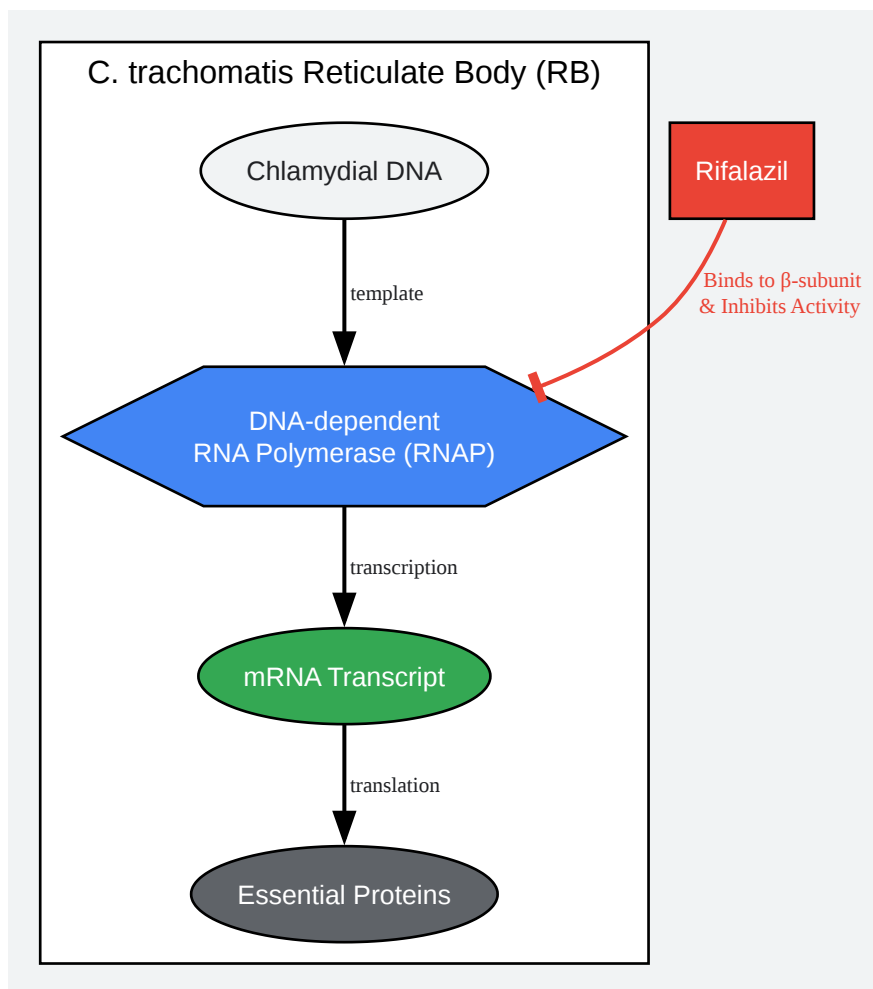 C. trachomatis Reticulate Body (RB)
Chlamydial DNA
Rifalazil
Binds to β-subunit
& Inhibits Activity
template
DNA-dependent
RNA Polymerase (RNAP)
transcription
mRNA Transcript
translation
Essential Proteins